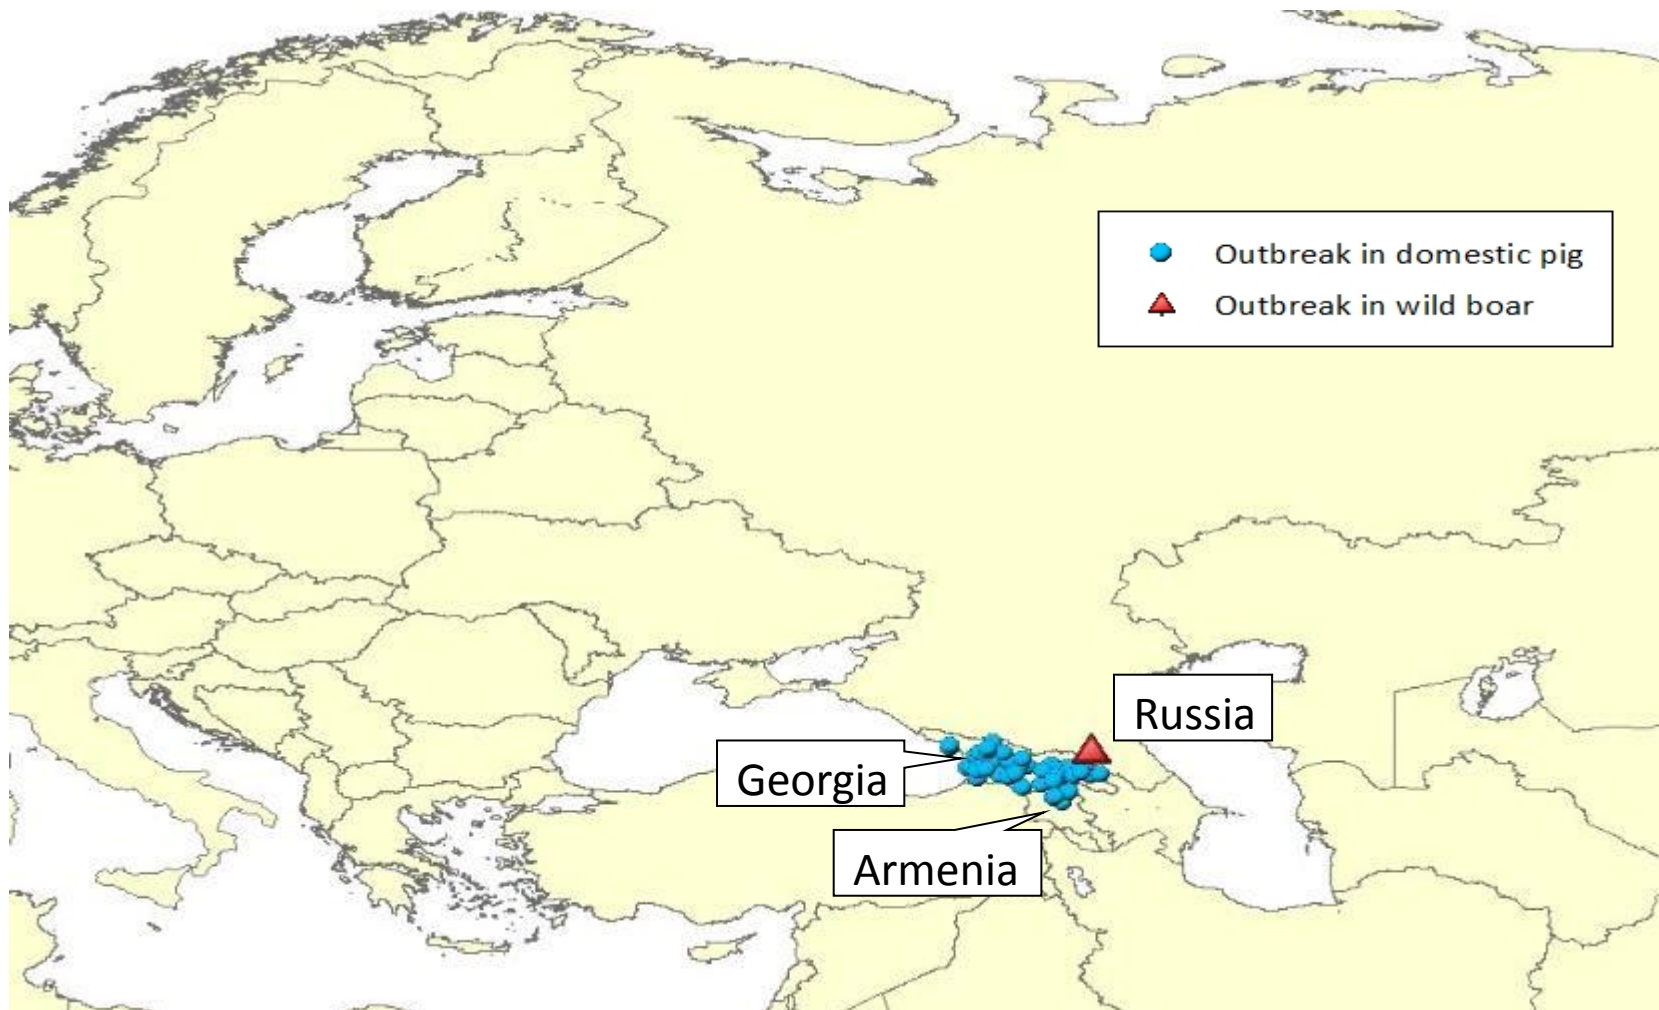 Outbreak in domestic pig
Outbreak in wild boar
Russia
Georgia
Armenia